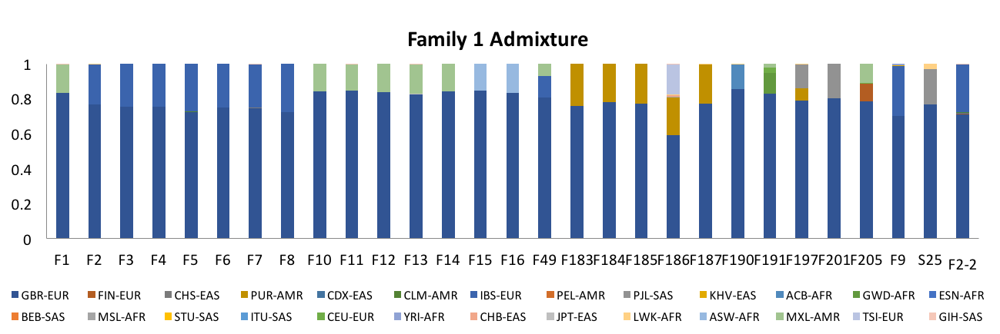 Family 1 Admixture
1
0.8
0.6
0.4
0.2
0
F1 F2 F3 F4 F5 F6 F7 F8 F10 F11 F12 F13 F14 F15 F16 F49 F183 F184 F185 F186 F187 F190 F191 F197 F201 F205 F9 S25 F2-2
GBR-EUR FIN-EUR CHS-EAS PUR-AMR CDX-EAS CLM-AMR IBS-EUR PEL-AMR PJL-SAS KHV-EAS ACB-AFR GWD-AFR ESN-AFR
BEB-SAS MSL-AFR STU-SAS ITU-SAS CEU-EUR YRI-AFR CHB-EAS JPT-EAS LWK-AFR ASW-AFR MXL-AMR TSI-EUR GIH-SAS